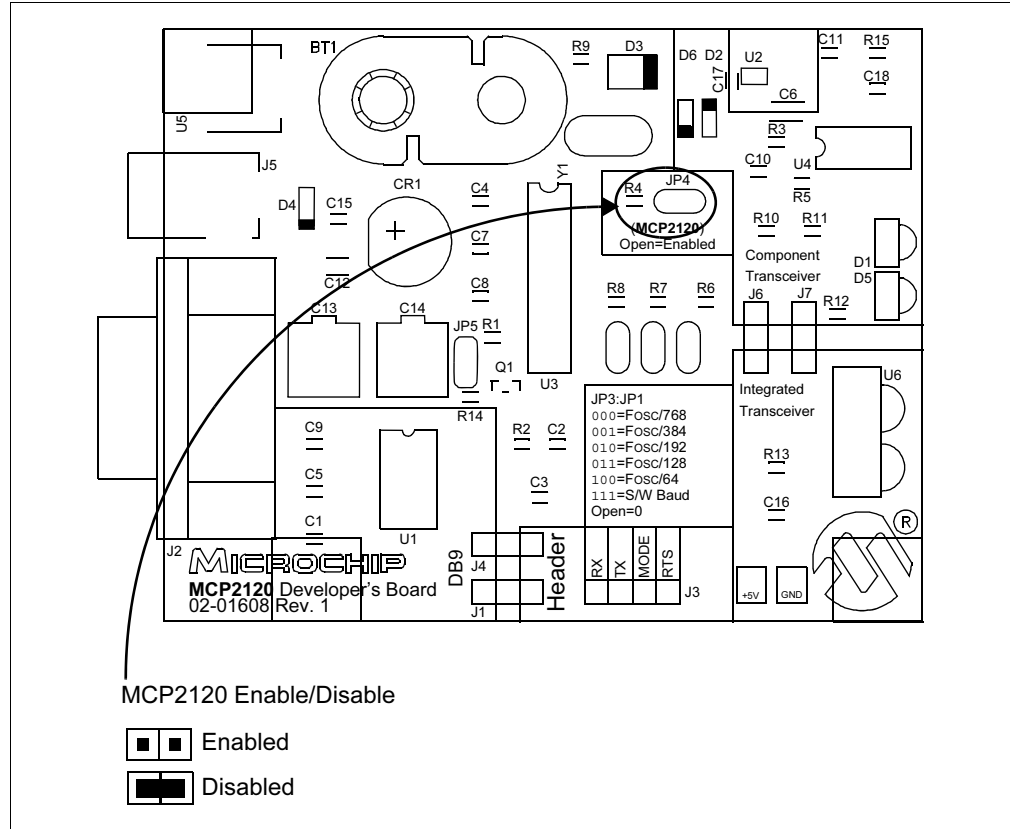 BT1
R9
D3
D6
D2
C17
U2
C11
R15
C18
C6
U5
R3
J5
Y1
C10
U4
R4
JP4
R5
CR1
C4
D4
C15
(MCP2120)
Open=Enabled
R10
R11
C7
Component
Transceiver
D1
D5
C12
C8
R8
R7
R6
J6
J7
R12
C13
C14
JP5
R1
Q1
U3
Integrated
Transceiver
U6
R14
JP3:JP1
000=FOSC/768
001=FOSC/384
010=FOSC/192
011=FOSC/128
100=FOSC/64
111=S/W Baud
Open=0
C9
R2
C2
R13
C5
C3
C16
C1
U1
®
J2
MICROCHIP
MCP2120 Developer's Board
02-01608 Rev. 1
DB9
J4
J1
Header
RX
TX
MODE
RTS
J3
+5V
GND
MCP2120 Enable/Disable
Enabled
Disabled